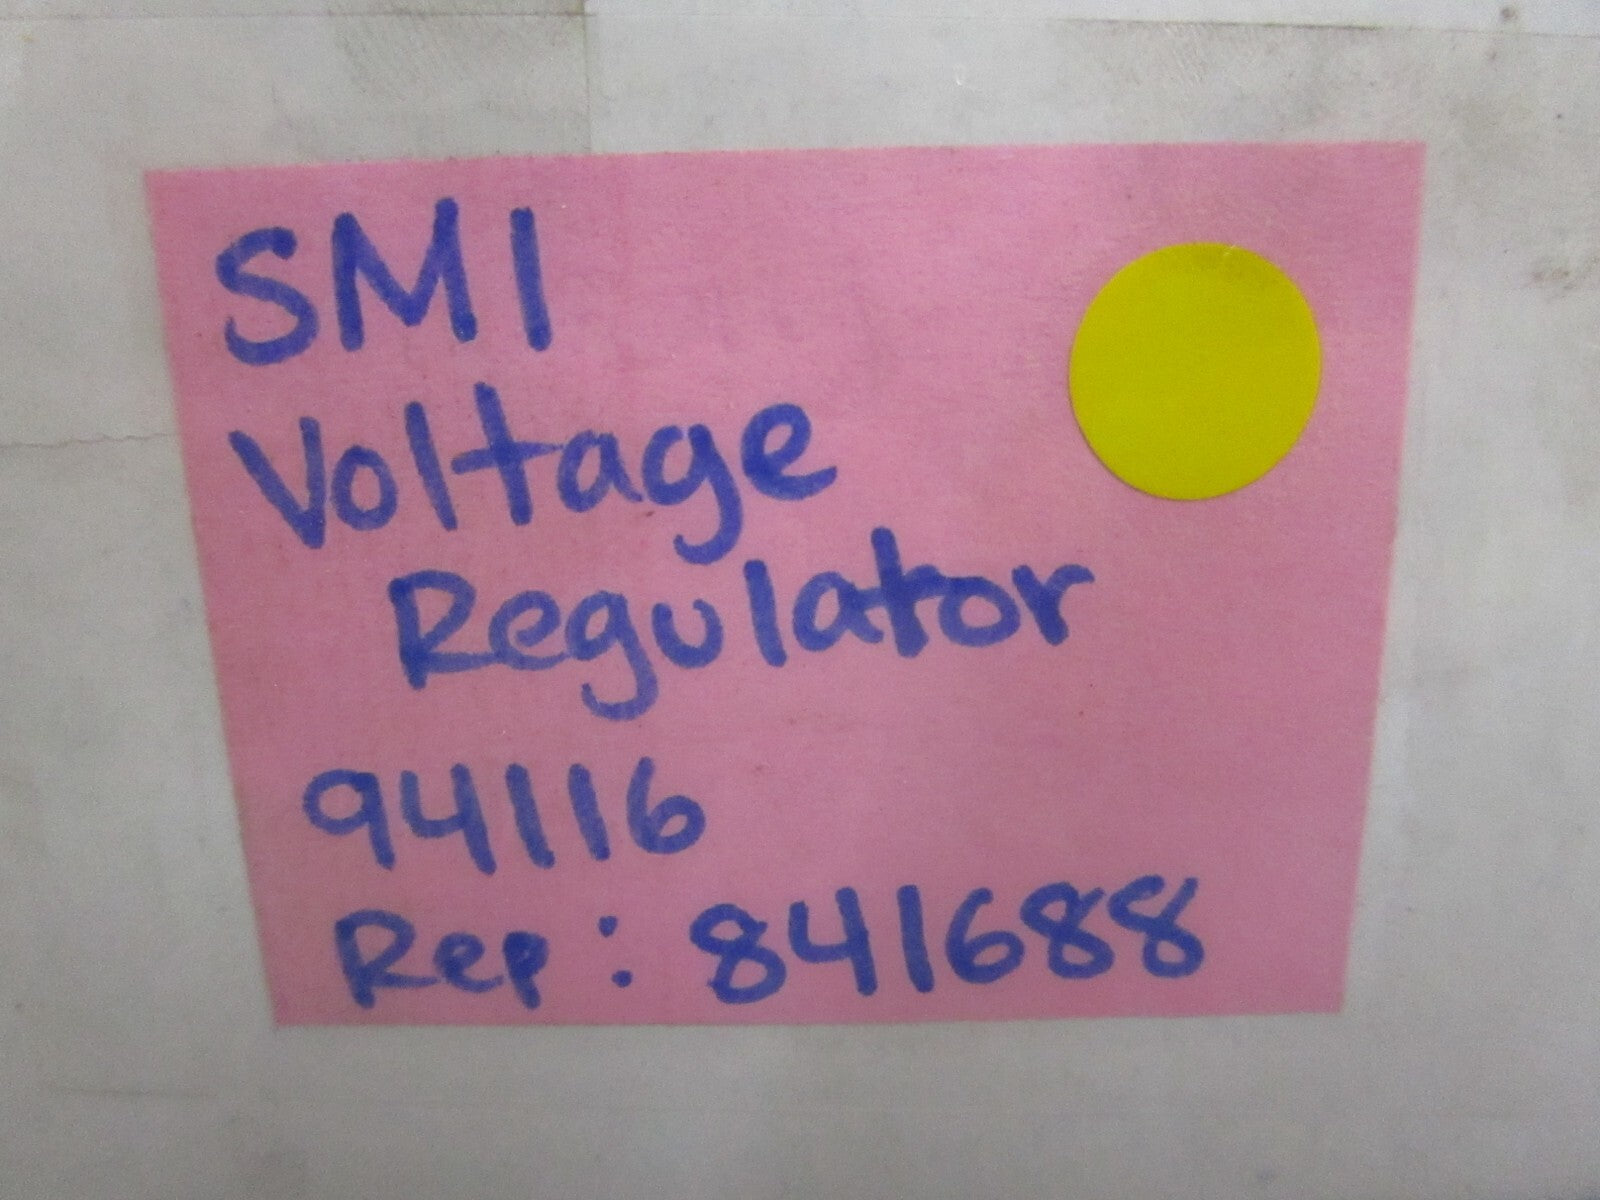 SMI
Voltage
Regulator
94116
Rep: 841688